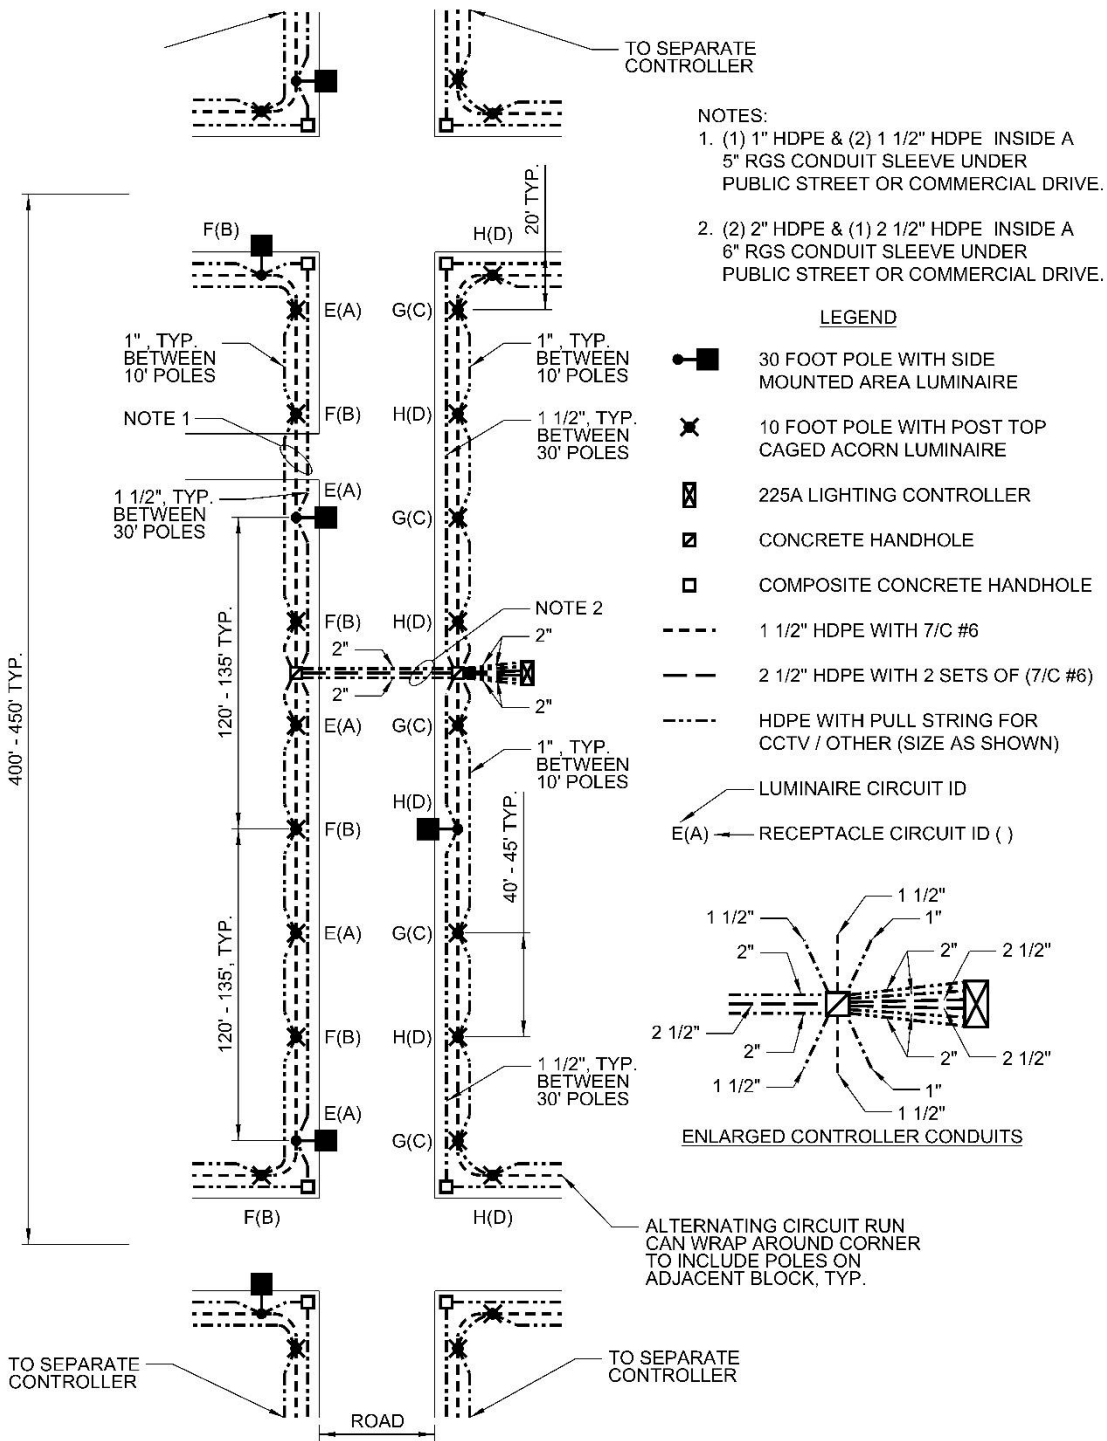 TO SEPARATE
CONTROLLER
NOTES:
1. (1) 1" HDPE & (2) 1 1/2" HDPE INSIDE A
5" RGS CONDUIT SLEEVE UNDER
PUBLIC STREET OR COMMERCIAL DRIVE.
2. (2) 2" HDPE & (1) 2 1/2" HDPE INSIDE A
6" RGS CONDUIT SLEEVE UNDER
PUBLIC STREET OR COMMERCIAL DRIVE.
20' TYP.
F(B)
H(D)
E(A)
G(C)
1" , TYP.
BETWEEN
10' POLES
1" , TYP.
BETWEEN
10' POLES
NOTE 1
F(B)
H(D)
1 1/2", TYP.
BETWEEN
30' POLES
E(A)
1 1/2", TYP.
BETWEEN
30' POLES
G(C)
400' - 450' TYP.
120' - 135' TYP.
F(B)
H(D)
NOTE 2
2"
2"
2"
2"
E(A)
G(C)
1" , TYP.
BETWEEN
10' POLES
H(D)
F(B)
40' - 45' TYP.
120' - 135', TYP.
E(A)
G(C)
F(B)
H(D)
1 1/2", TYP.
BETWEEN
30' POLES
E(A)
G(C)
F(B)
H(D)
ALTERNATING CIRCUIT RUN
CAN WRAP AROUND CORNER
TO INCLUDE POLES ON
ADJACENT BLOCK, TYP.
TO SEPARATE
CONTROLLER
TO SEPARATE
CONTROLLER
ROAD
LEGEND
30 FOOT POLE WITH SIDE
MOUNTED AREA LUMINAIRE
10 FOOT POLE WITH POST TOP
CAGED ACORN LUMINAIRE
225A LIGHTING CONTROLLER
CONCRETE HANDHOLE
COMPOSITE CONCRETE HANDHOLE
1 1/2" HDPE WITH 7/C #6
2 1/2" HDPE WITH 2 SETS OF (7/C #6)
HDPE WITH PULL STRING FOR
CCTV / OTHER (SIZE AS SHOWN)
LUMINAIRE CIRCUIT ID
E(A)
RECEPTACLE CIRCUIT ID ( )
1 1/2"
1 1/2"
1"
2"
2"
2 1/2"
2 1/2"
2"
2"
2 1/2"
1 1/2"
1"
1 1/2"
ENLARGED CONTROLLER CONDUITS